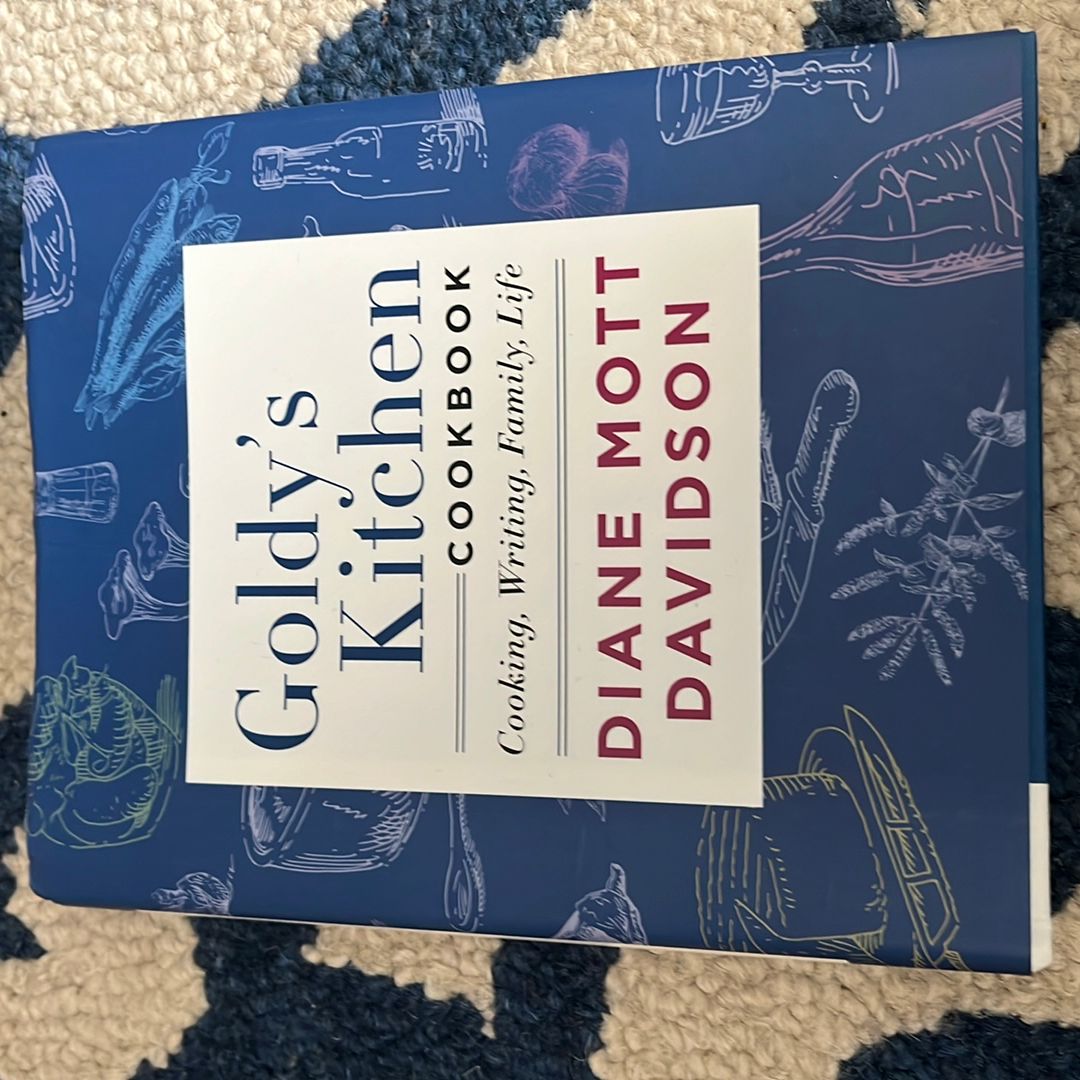 Goldy's
Kitchen
COOKBOOK
Cooking, Writing, Family, Life
DIANE MOTT
DAVIDSON